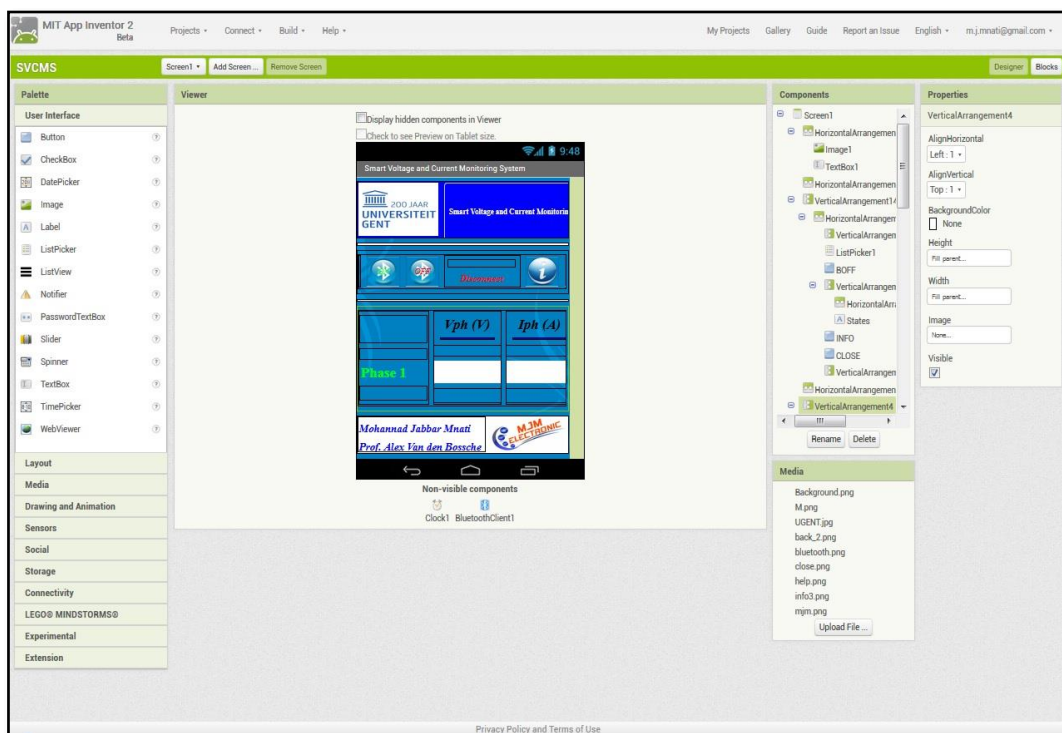 MIT App Inventor 2
Beta
Projects
Connect
Build
Help
My Projects
Gallery
Guide
Report an Issue
English
m.j.mnati@gmail.com
SVCMS
Screen1
Add Screen ...
Remove Screen
Designer
Blocks
Palette
User Interface
Button
CheckBox
DatePicker
Image
Label
ListPicker
ListView
Notifier
PasswordTextBox
Slider
Spinner
TextBox
TimePicker
WebViewer
Layout
Media
Drawing and Animation
Sensors
Social
Storage
Connectivity
LEGO® MINDSTORMS®
Experimental
Extension
Viewer
Display hidden components in Viewer
Check to see Preview on Tablet size.
9:48
Smart Voltage and Current Monitoring System
200 JAAR
UNIVERSITEIT
GENT
Smart Voltage and Current Monitorin
OFF
Disconnect
i
Vph (V)
Iph (A)
Phase 1
Mohannad Jabbar Mnati
Prof. Alex Van den Bossche
MJM
ELECTRONIC
Non-visible components
Clock1
BluetoothClient1
Components
Screen1
HorizontalArrangemen
Image1
TextBox1
HorizontalArrangemen
VerticalArrangement14
HorizontalArrangem
VerticalArrangen
ListPicker1
BOFF
VerticalArrangen
HorizontalArra
States
INFO
CLOSE
VerticalArrangen
HorizontalArrangemen
VerticalArrangement4
Rename
Delete
Media
Background.png
M.png
UGENT.jpg
back_2.png
bluetooth.png
close.png
help.png
info3.png
mjm.png
Upload File ...
Properties
VerticalArrangement4
AlignHorizontal
Left : 1
AlignVertical
Top : 1
BackgroundColor
None
Height
Fill parent...
Width
Fill parent...
Image
None...
Visible
Privacy Policy and Terms of Use